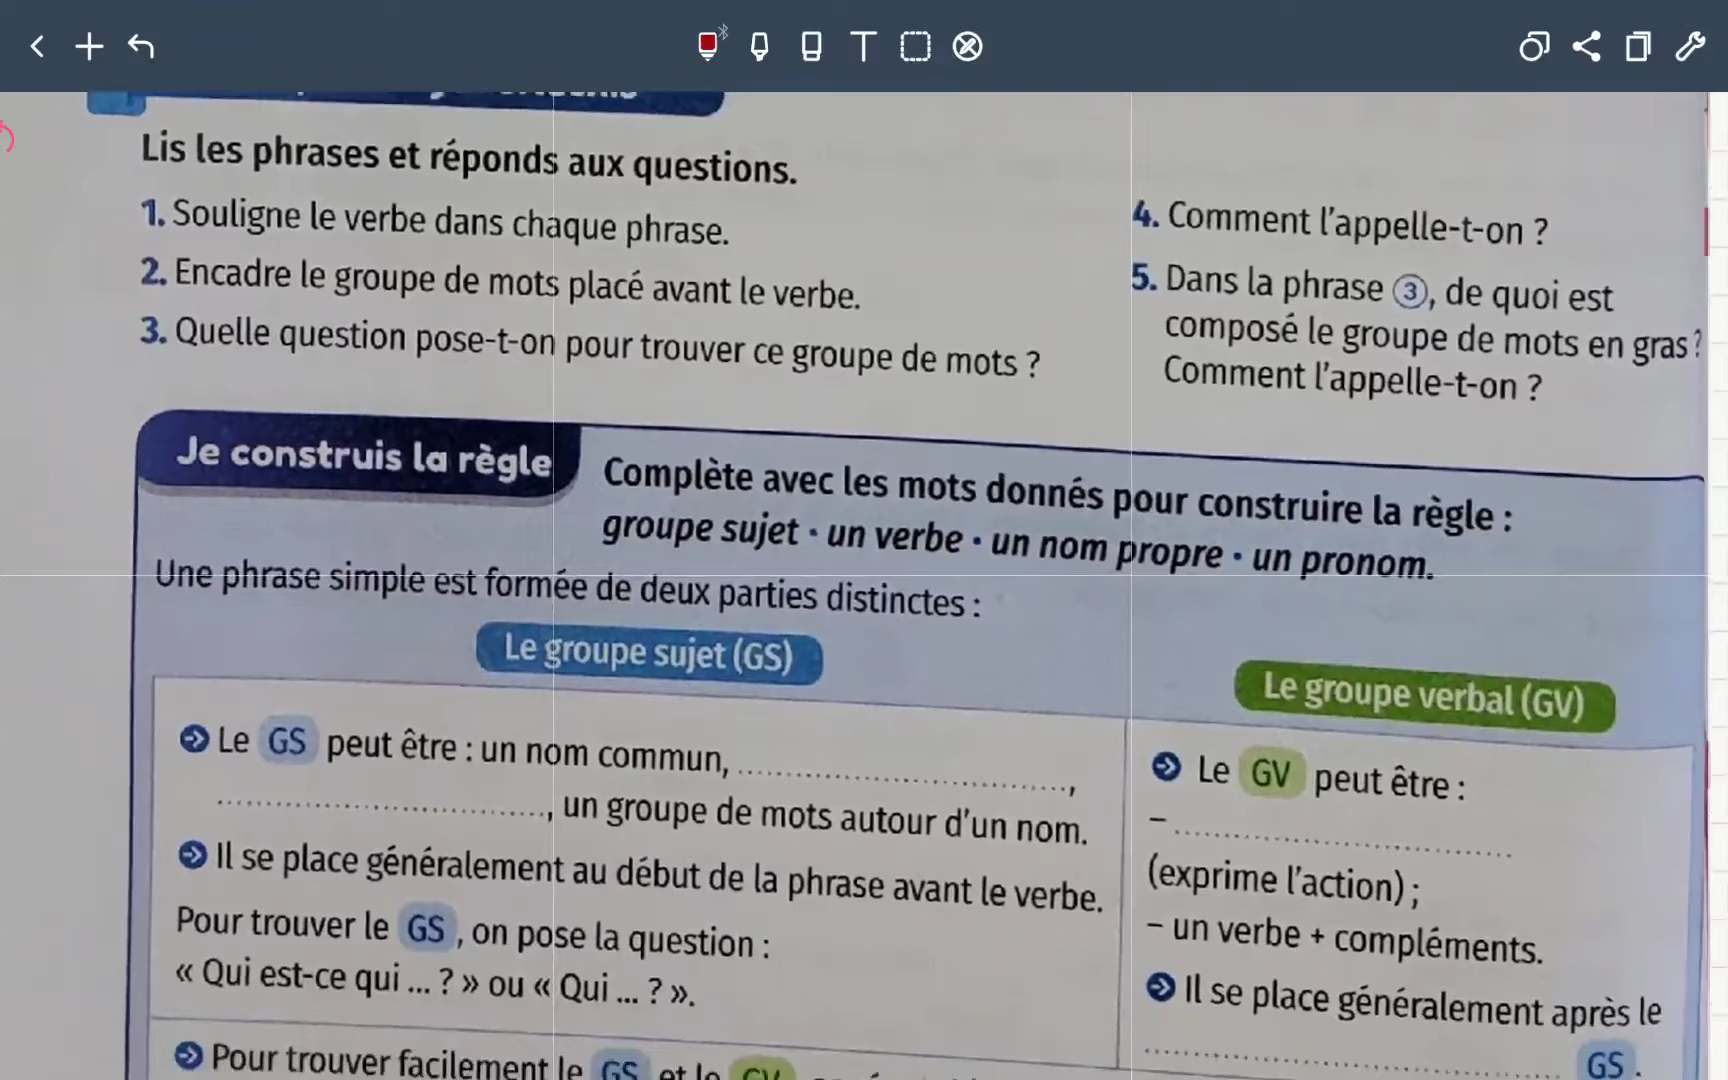 Lis les phrases et réponds aux questions.
1. Souligne le verbe dans chaque phrase.
2. Encadre le groupe de mots placé avant le verbe.
3. Quelle question pose-t-on pour trouver ce groupe de mots ?
4. Comment l'appelle-t-on ?
5. Dans la phrase ③, de quoi est
composé le groupe de mots en gras ?
Comment l'appelle-t-on ?
Je construis la règle
Complète avec les mots donnés pour construire la règle :
groupe sujet · un verbe · un nom propre · un pronom.
Une phrase simple est formée de deux parties distinctes :
Le groupe sujet (GS)
Le GS peut être : un nom commun, ..............................,
.............................., un groupe de mots autour d'un nom.
Il se place généralement au début de la phrase avant le verbe.
Pour trouver le GS, on pose la question :
« Qui est-ce qui ... ? » ou « Qui ... ? ».
Le groupe verbal (GV)
Le GV peut être :
– ..............................
(exprime l'action) ;
– un verbe + compléments.
Il se place généralement après le
.............................. GS.
Pour trouver facilement le GS et le GV